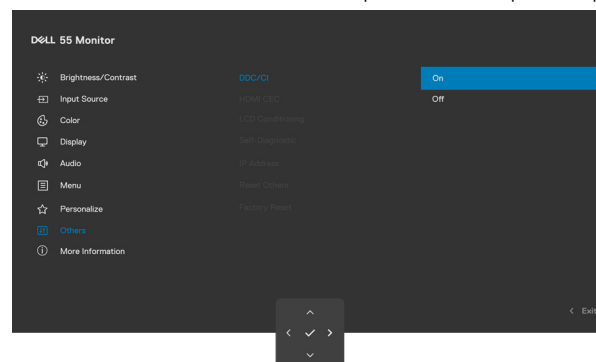 DELL 55 Monitor
Brightness/Contrast
Input Source
Color
Display
Audio
Menu
Personalize
Others
More Information
DDC/CI
HDMI CEC
LCD Conditioning
Self-Diagnostic
IP Address
Reset Others
Factory Reset
On
Off
Exit